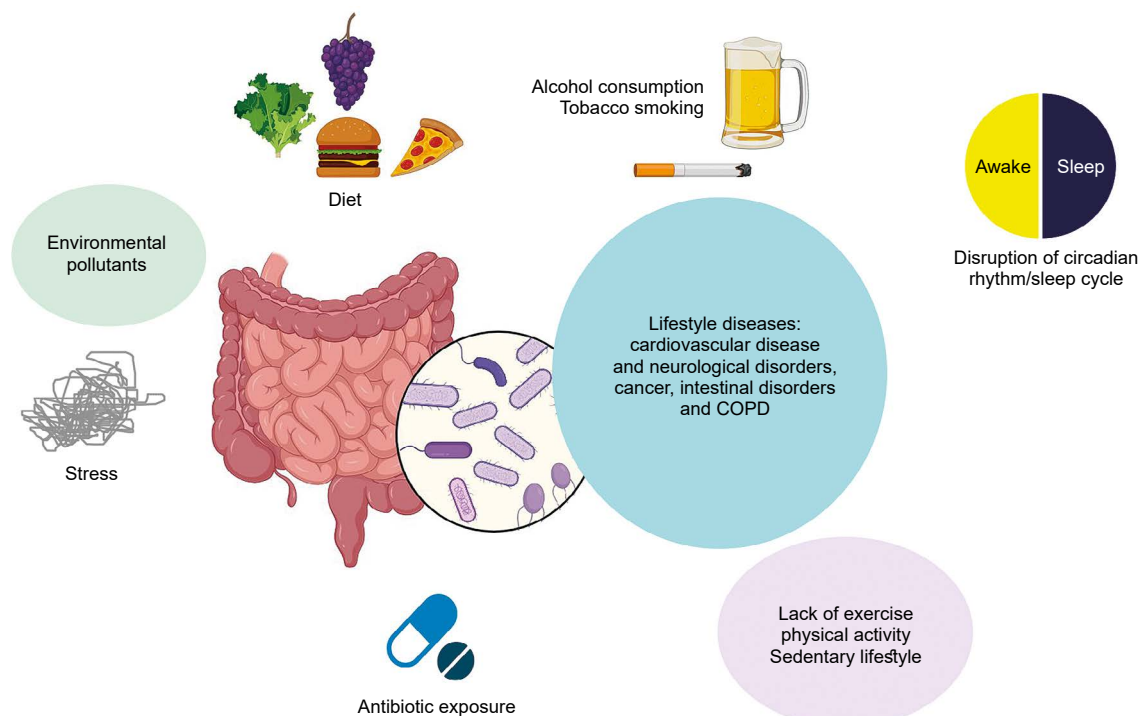 Alcohol consumption
Tobacco smoking
Awake
Sleep
Diet
Environmental
pollutants
Disruption of circadian
rhythm/sleep cycle
Lifestyle diseases:
cardiovascular disease
and neurological disorders,
cancer, intestinal disorders
and COPD
Stress
Lack of exercise
physical activity
Sedentary lifestyle
Antibiotic exposure